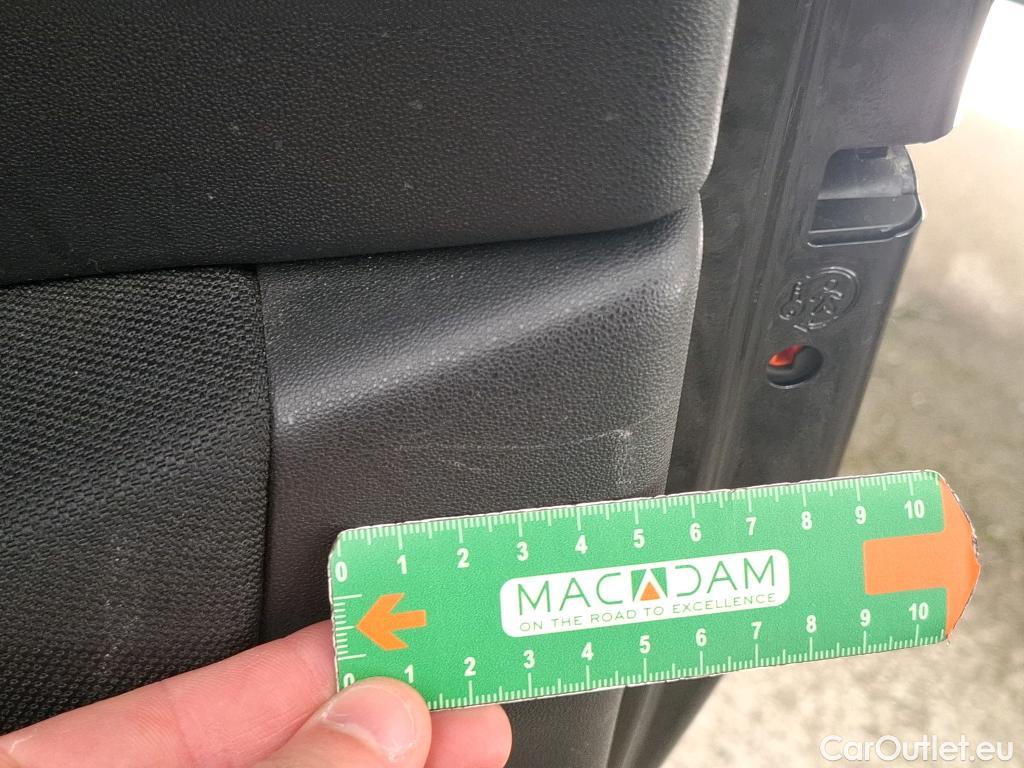 0 1 2 3 4 5 6 7 8 9 10
MACADAM
ON THE ROAD TO EXCELLENCE
0 1 2 3 4 5 6 7 8 9 10
CarOutlet.eu